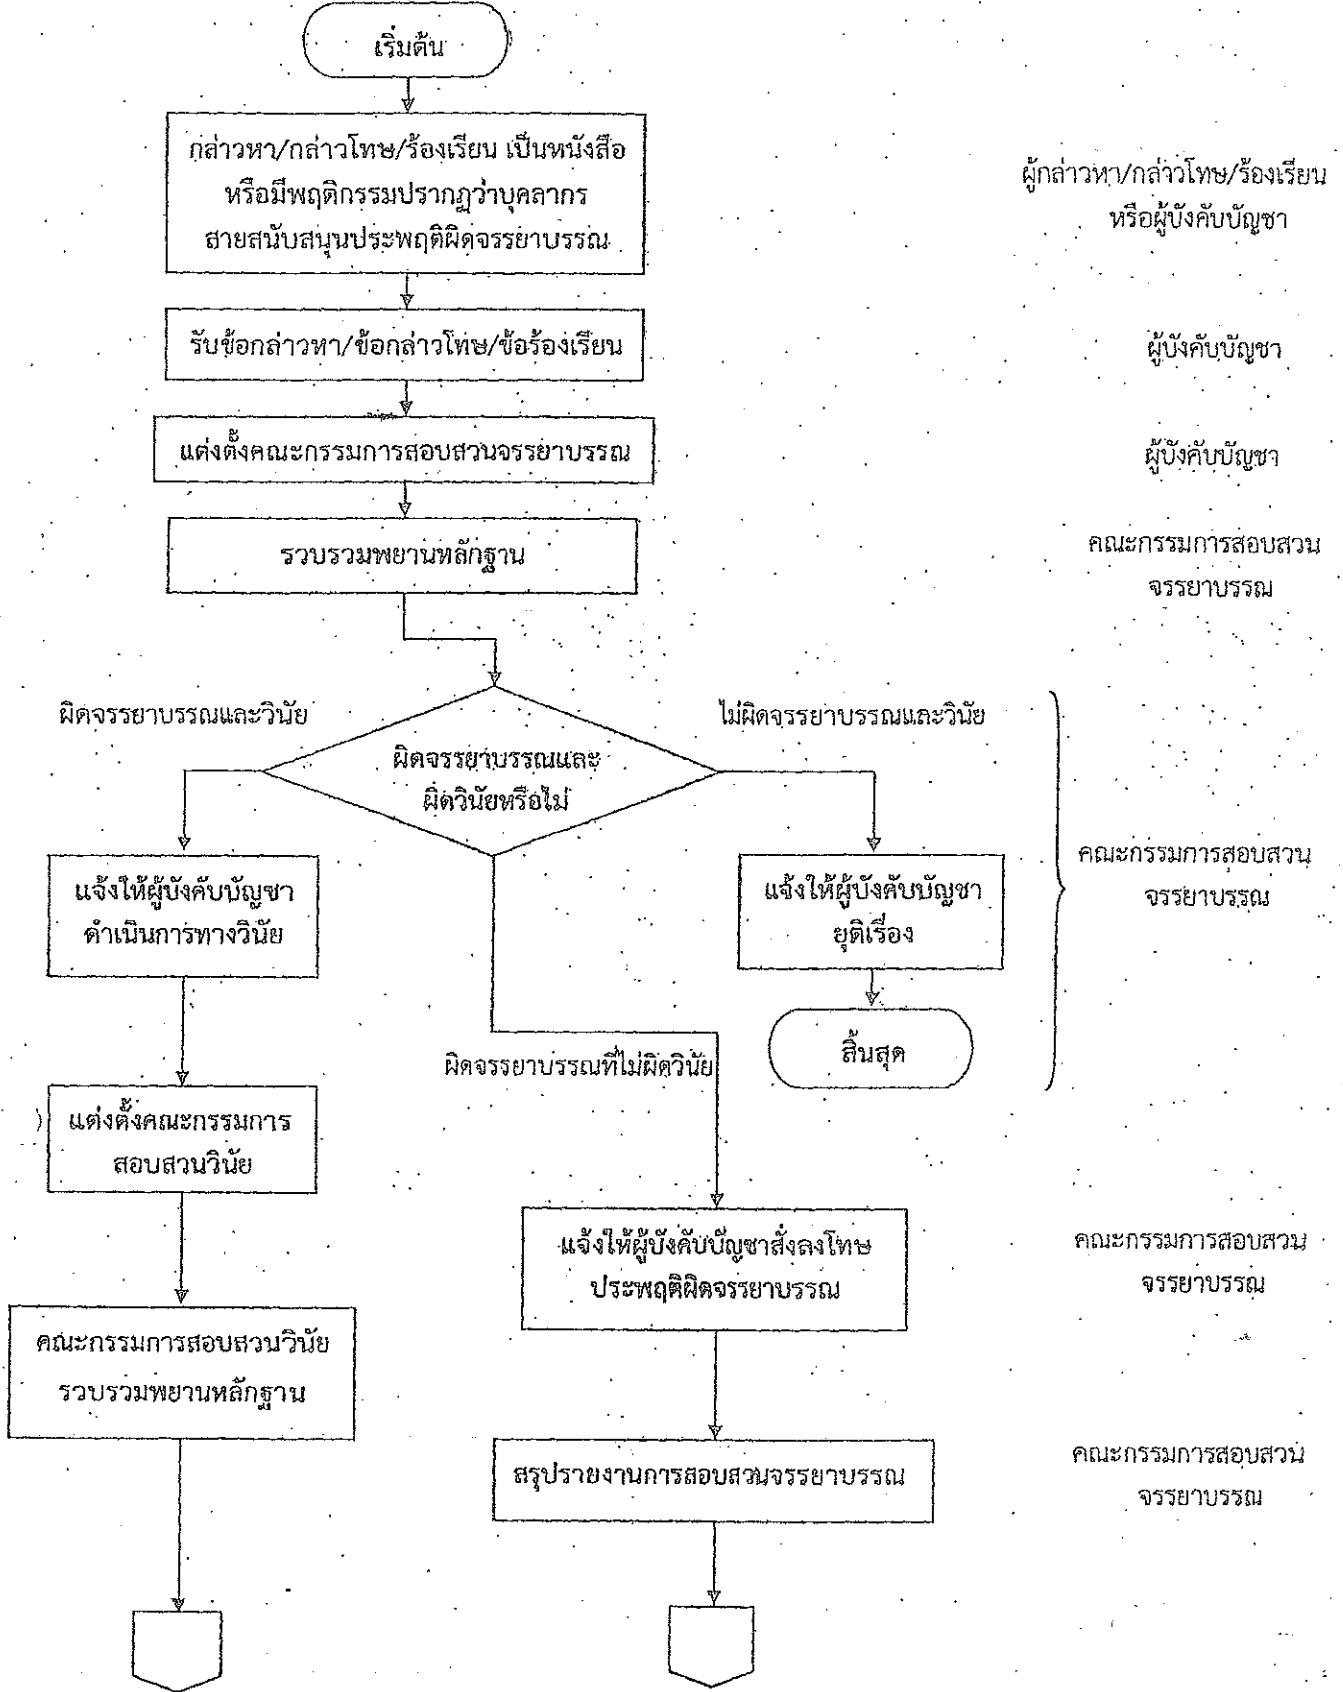 เริ่มต้น
กล่าวหา/กล่าวโทษ/ร้องเรียน เป็นหนังสือ
หรือมีพฤติกรรมปรากฏว่าบุคลากร
สายสนับสนุนประพฤติผิดจรรยาบรรณ
ผู้กล่าวหา/กล่าวโทษ/ร้องเรียน
หรือผู้บังคับบัญชา
รับข้อกล่าวหา/ข้อกล่าวโทษ/ข้อร้องเรียน
ผู้บังคับบัญชา
แต่งตั้งคณะกรรมการสอบสวนจรรยาบรรณ
ผู้บังคับบัญชา
รวบรวมพยานหลักฐาน
คณะกรรมการสอบสวน
จรรยาบรรณ
ผิดจรรยาบรรณและวินัย
ไม่ผิดจรรยาบรรณและวินัย
ผิดจรรยาบรรณและ
ผิดวินัยหรือไม่
แจ้งให้ผู้บังคับบัญชา
ดำเนินการทางวินัย
แจ้งให้ผู้บังคับบัญชา
ยุติเรื่อง
คณะกรรมการสอบสวน
จรรยาบรรณ
สิ้นสุด
ผิดจรรยาบรรณที่ไม่ผิดวินัย
แต่งตั้งคณะกรรมการ
สอบสวนวินัย
แจ้งให้ผู้บังคับบัญชาสั่งลงโทษ
ประพฤติผิดจรรยาบรรณ
คณะกรรมการสอบสวน
จรรยาบรรณ
คณะกรรมการสอบสวนวินัย
รวบรวมพยานหลักฐาน
สรุปรายงานการสอบสวนจรรยาบรรณ
คณะกรรมการสอบสวน
จรรยาบรรณ